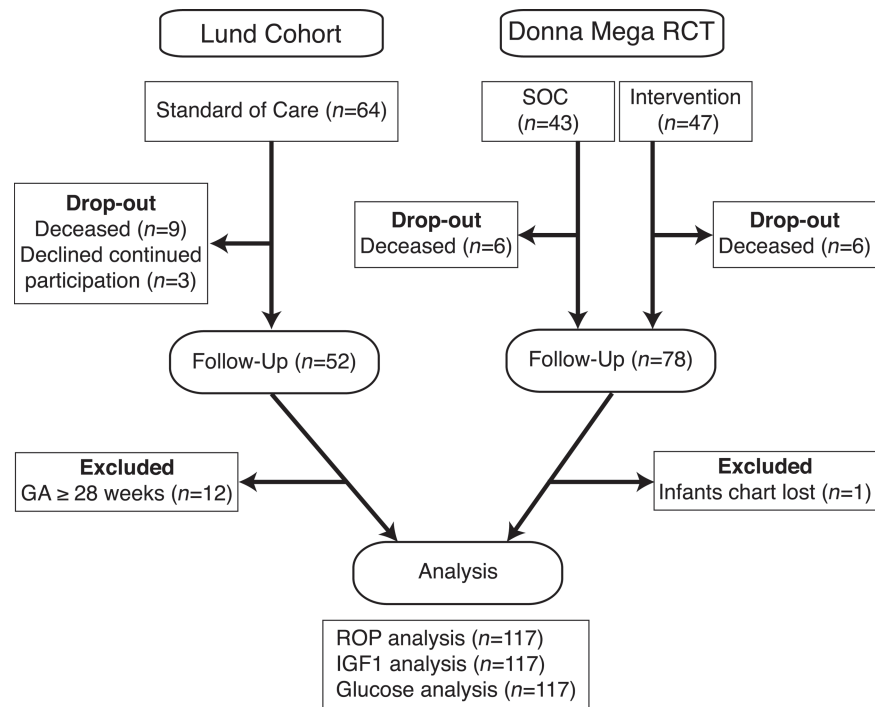 Lund Cohort
Donna Mega RCT
Standard of Care (n=64)
SOC
(n=43)
Intervention
(n=47)
Drop-out
Deceased (n=9)
Declined continued
participation (n=3)
Drop-out
Deceased (n=6)
Drop-out
Deceased (n=6)
Follow-Up (n=52)
Follow-Up (n=78)
Excluded
GA ≥ 28 weeks (n=12)
Excluded
Infants chart lost (n=1)
Analysis
ROP analysis (n=117)
IGF1 analysis (n=117)
Glucose analysis (n=117)